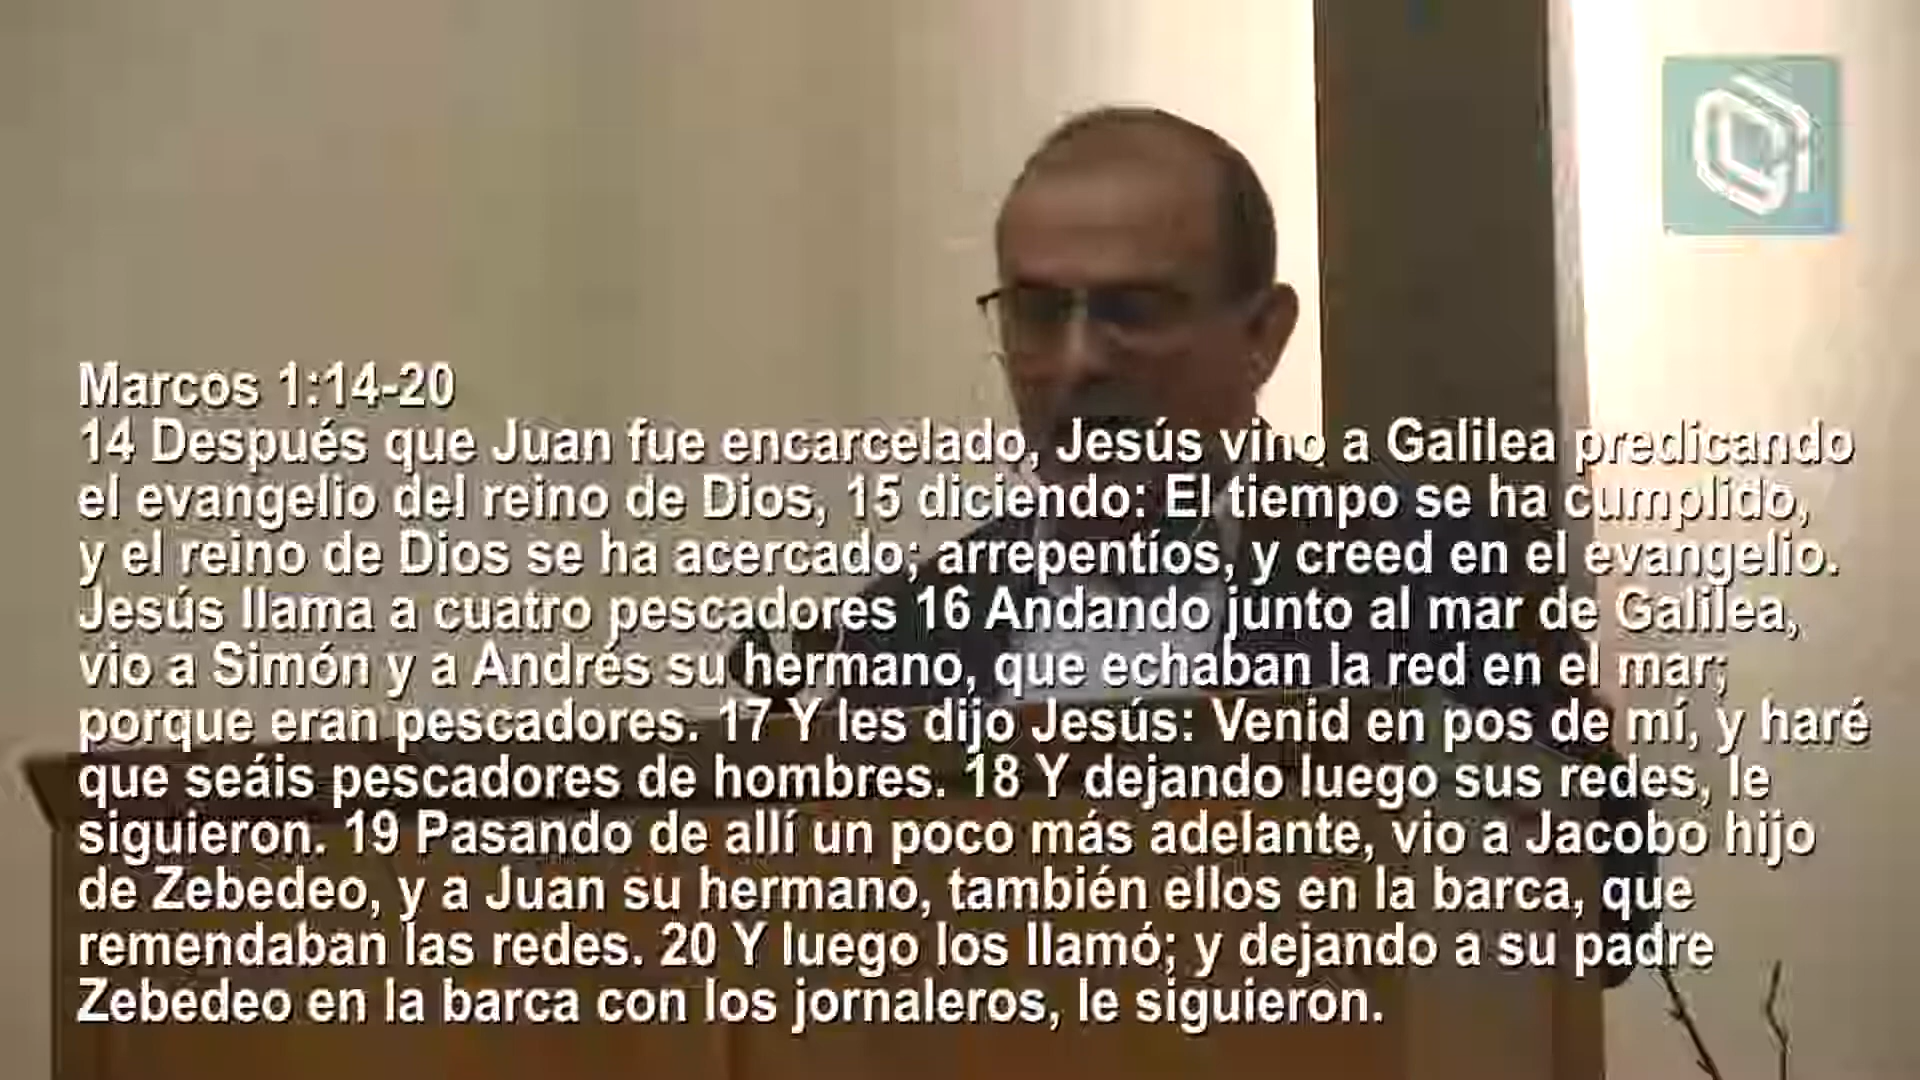 Marcos 1:14-20
14 Después que Juan fue encarcelado, Jesús vino a Galilea predicando
el evangelio del reino de Dios, 15 diciendo: El tiempo se ha cumplido,
y el reino de Dios se ha acercado; arrepentíos, y creed en el evangelio.
Jesús llama a cuatro pescadores 16 Andando junto al mar de Galilea,
vio a Simón y a Andrés su hermano, que echaban la red en el mar;
porque eran pescadores. 17 Y les dijo Jesús: Venid en pos de mí, y haré
que seáis pescadores de hombres. 18 Y dejando luego sus redes, le
siguieron. 19 Pasando de allí un poco más adelante, vio a Jacobo hijo
de Zebedeo, y a Juan su hermano, también ellos en la barca, que
remendaban las redes. 20 Y luego los llamó; y dejando a su padre
Zebedeo en la barca con los jornaleros, le siguieron.